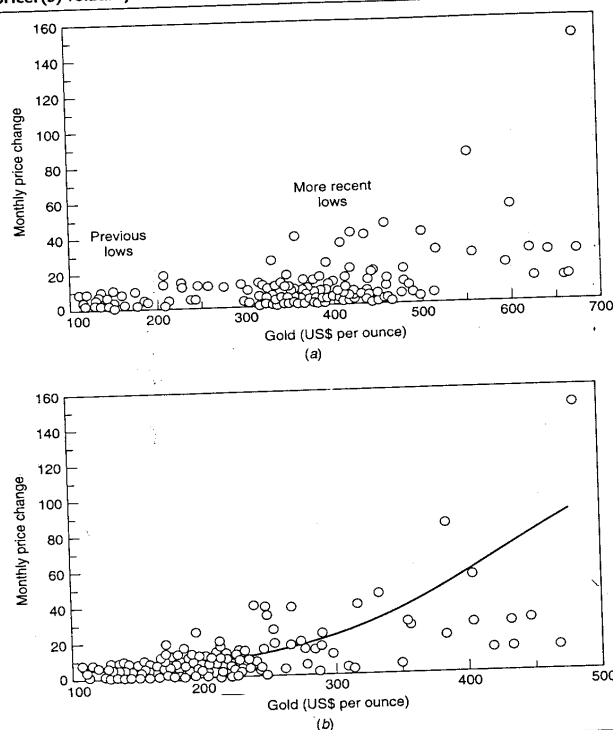 160
140
120
100
80
60
40
20
0
Monthly price change
Previous
lows
More recent
lows
100 200 300 400 500 600 700
Gold (US$ per ounce)
(a)
160
140
120
100
80
60
40
20
0
Monthly price change
100 200 300 400 500
Gold (US$ per ounce)
(b)